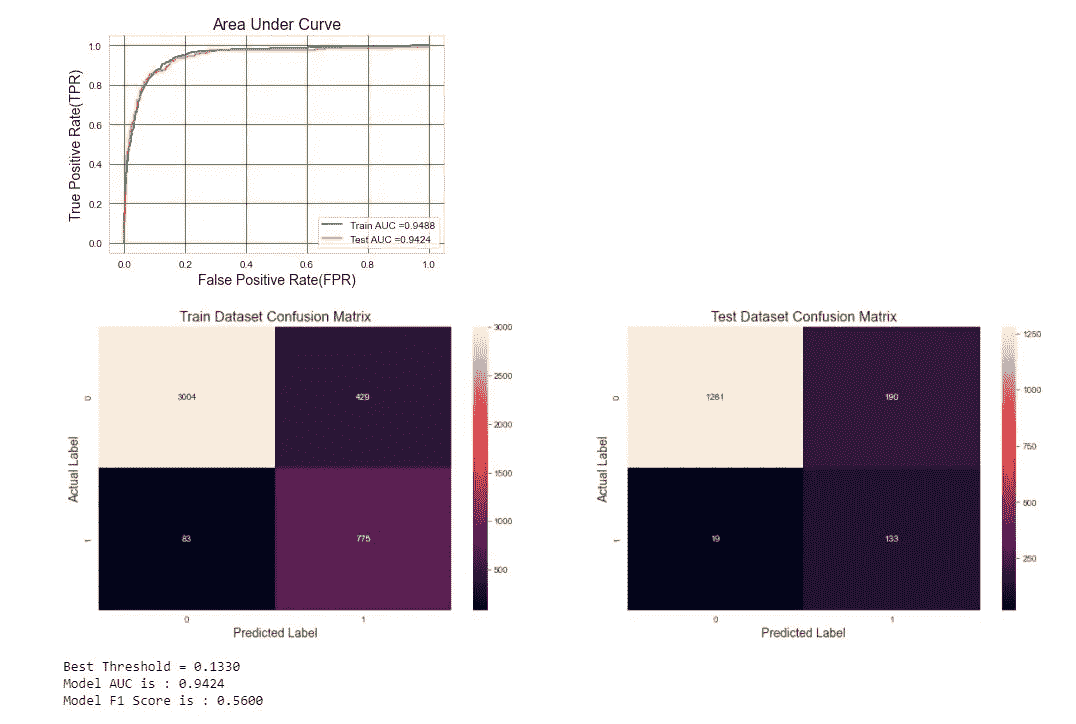 Area Under Curve
True Positive Rate(TPR)
1.0
0.8
0.6
0.4
0.2
0.0
Train AUC =0.9488
Test AUC =0.9424
0.0 0.2 0.4 0.6 0.8 1.0
False Positive Rate(FPR)
Train Dataset Confusion Matrix
Actual Label
0
1
3004 429
83 775
0 1
Predicted Label
3000
2500
2000
1500
1000
500
Test Dataset Confusion Matrix
Actual Label
0
1
1281 190
19 133
0 1
Predicted Label
1250
1000
750
500
250
Best Threshold = 0.1330
Model AUC is : 0.9424
Model F1 Score is : 0.5600